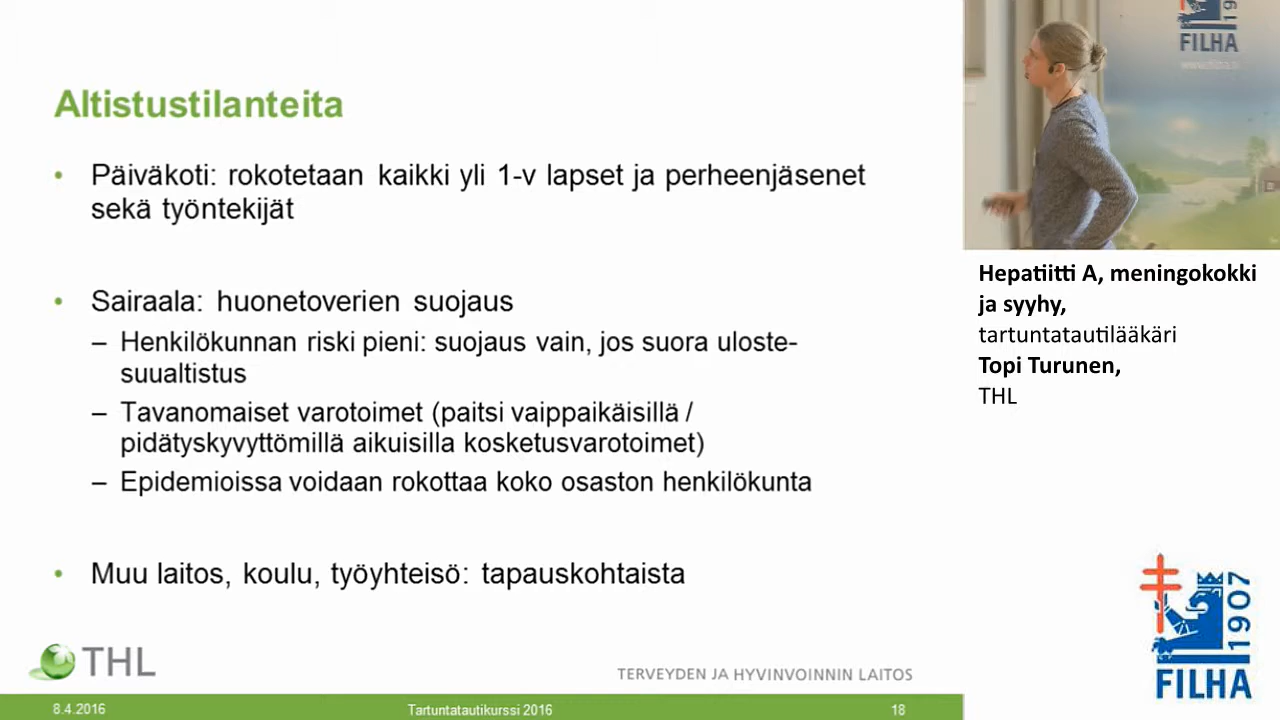 Altistustilanteita
• Päiväkoti: rokotetaan kaikki yli 1-v lapset ja perheenjäsenet
sekä työntekijät
• Sairaala: huonetoverien suojaus
– Henkilökunnan riski pieni: suojaus vain, jos suora uloste-
suualtistus
– Tavanomaiset varotoimet (paitsi vaippaikäisillä /
pidätyskyvyttömillä aikuisilla kosketusvarotoimet)
– Epidemioissa voidaan rokottaa koko osaston henkilökunta
• Muu laitos, koulu, työyhteisö: tapauskohtaista
THL
TERVEYDEN JA HYVINVOINNIN LAITOS
8.4.2016
Tartuntatautikurssi 2016
18
FILHA
Hepatiitti A, meningokokki
ja syyhy,
tartuntatautilääkäri
Topi Turunen,
THL
1907
FILHA